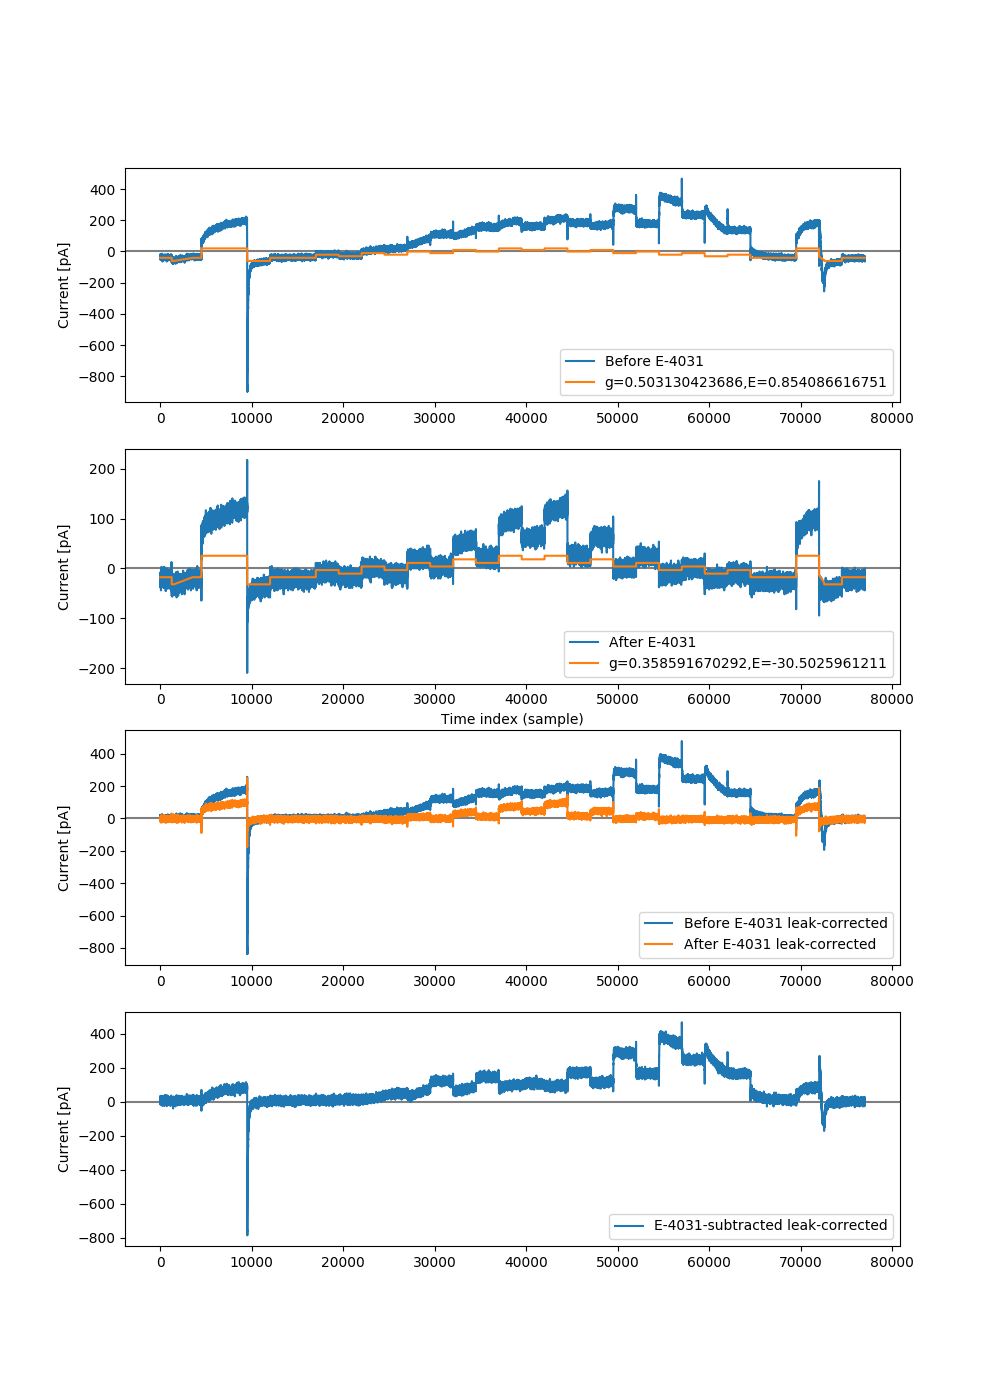 400
200
0
−200
−400
−600
−800
Current [pA]
Before E-4031
g=0.503130423686,E=0.854086616751
0 10000 20000 30000 40000 50000 60000 70000 80000
200
100
0
−100
−200
Current [pA]
After E-4031
g=0.358591670292,E=-30.5025961211
0 10000 20000 30000 40000 50000 60000 70000 80000
Time index (sample)
400
200
0
−200
−400
−600
−800
Current [pA]
Before E-4031 leak-corrected
After E-4031 leak-corrected
0 10000 20000 30000 40000 50000 60000 70000 80000
400
200
0
−200
−400
−600
−800
Current [pA]
E-4031-subtracted leak-corrected
0 10000 20000 30000 40000 50000 60000 70000 80000